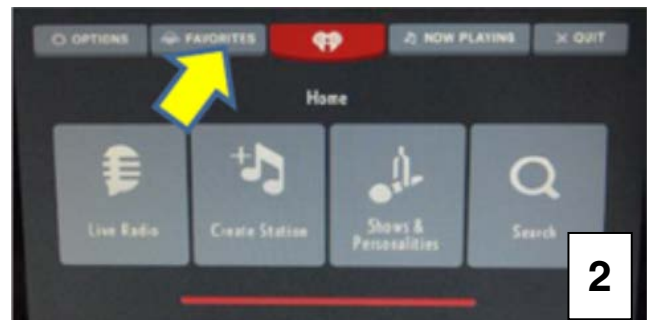 OPTIONS FAVORITES NOW PLAYING QUIT
Home
Live Radio Create Station Shows & Personalities Search
2